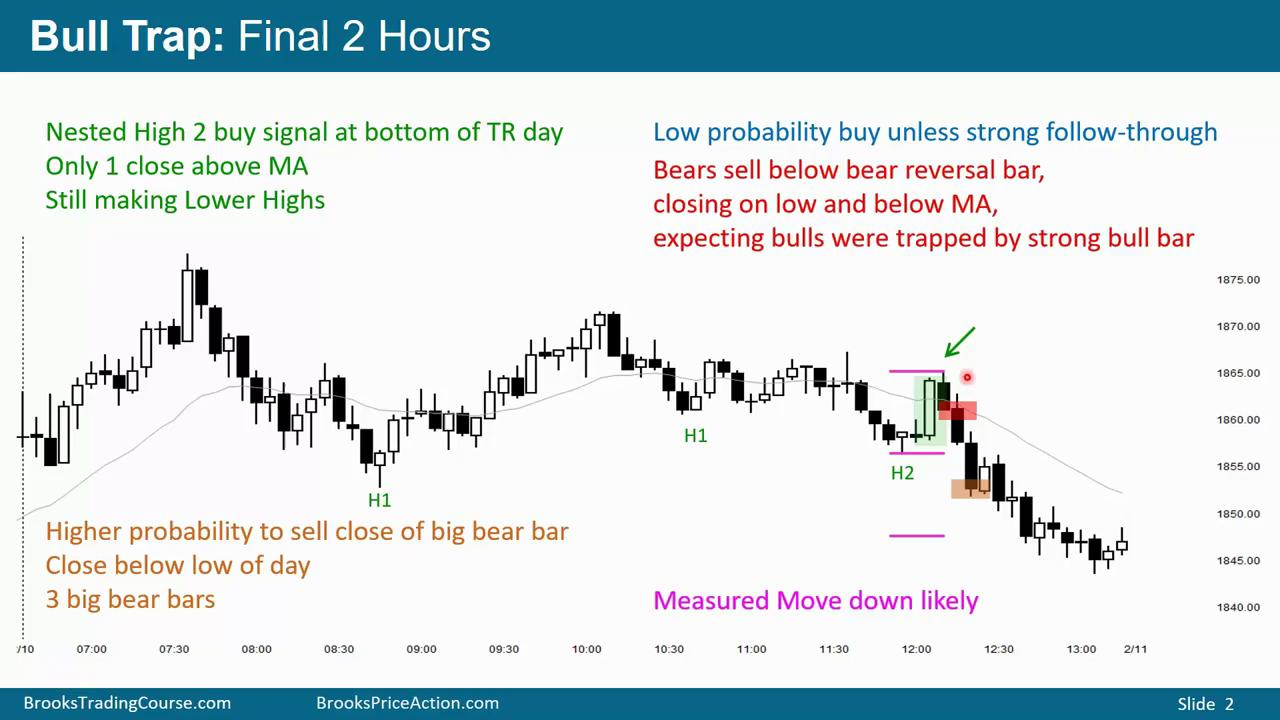 Bull Trap: Final 2 Hours
Nested High 2 buy signal at bottom of TR day
Only 1 close above MA
Still making Lower Highs
Low probability buy unless strong follow-through
Bears sell below bear reversal bar,
closing on low and below MA,
expecting bulls were trapped by strong bull bar
1875.00
1870.00
1865.00
1860.00
1855.00
1850.00
1845.00
1840.00
H1
H1
H2
Higher probability to sell close of big bear bar
Close below low of day
3 big bear bars
Measured Move down likely
/10 07:00 07:30 08:00 08:30 09:00 09:30 10:00 10:30 11:00 11:30 12:00 12:30 13:00 2/11
BrooksTradingCourse.com BrooksPriceAction.com Slide 2